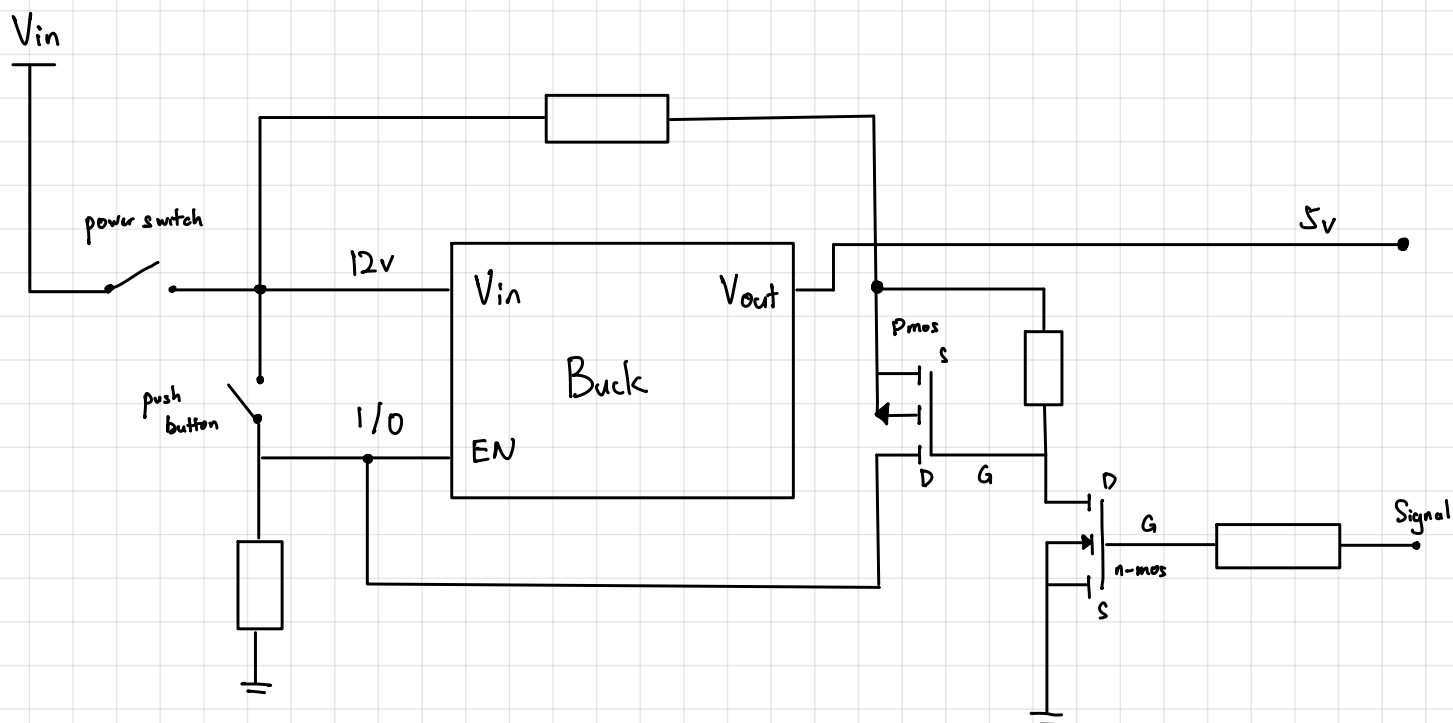 Vin
power switch
12v
5v
Vin
Vout
Pmos
S
Buck
push
button
1/0
EN
D
G
D
G
Signal
n-mos
S